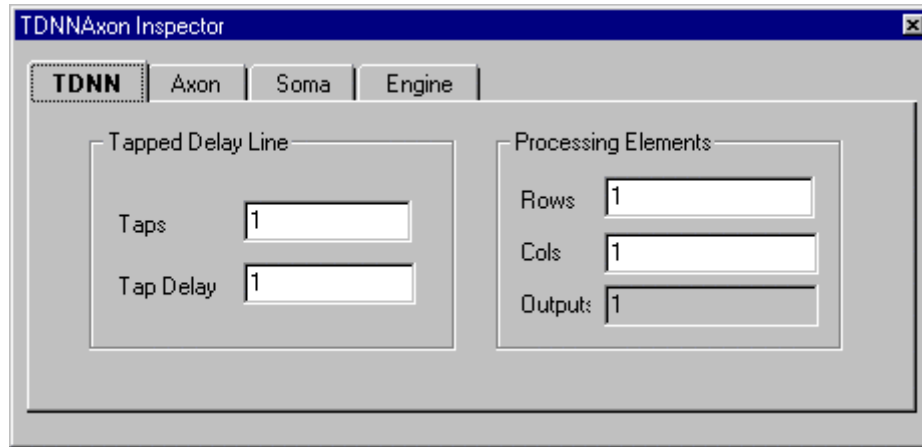 TDNNAxon Inspector
TDNN Axon Soma Engine
Tapped Delay Line
Taps 1
Tap Delay 1
Processing Elements
Rows 1
Cols 1
Outputs 1